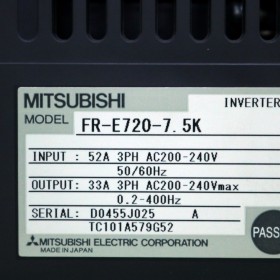 MITSUBISHI INVERTER
MODEL FR-E720-7.5K
INPUT : 52A 3PH AC200-240V
50/60Hz
OUTPUT: 33A 3PH AC200-240Vmax
0.2-400Hz
SERIAL: D0455J025 A
TC101A579G52
PASS
MITSUBISHI ELECTRIC CORPORATION
MADE IN JAPAN